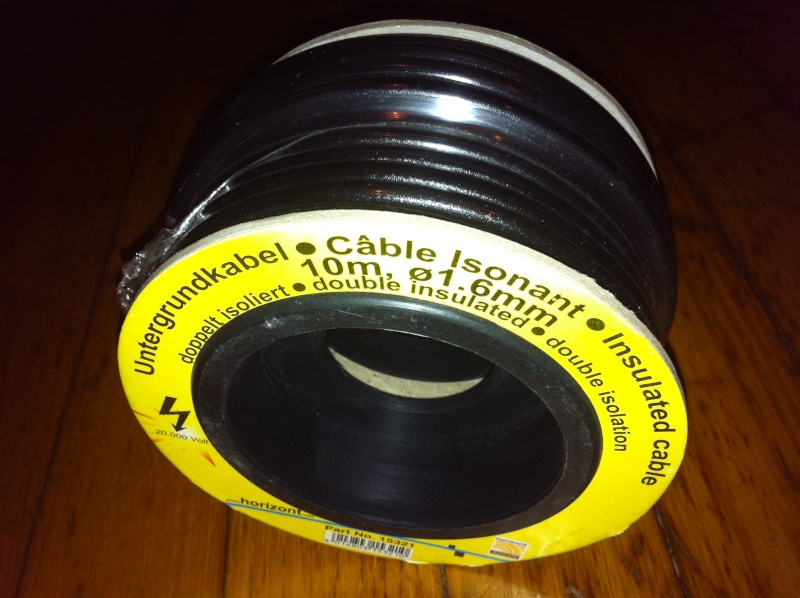 Untergrundkabel ● Câble Isonant ● Insulated cable
10m, ø1.6mm
doppelt isoliert ● double insulated ● double isolation
20.000 Volt
horizont
Part No. 15321
horizont